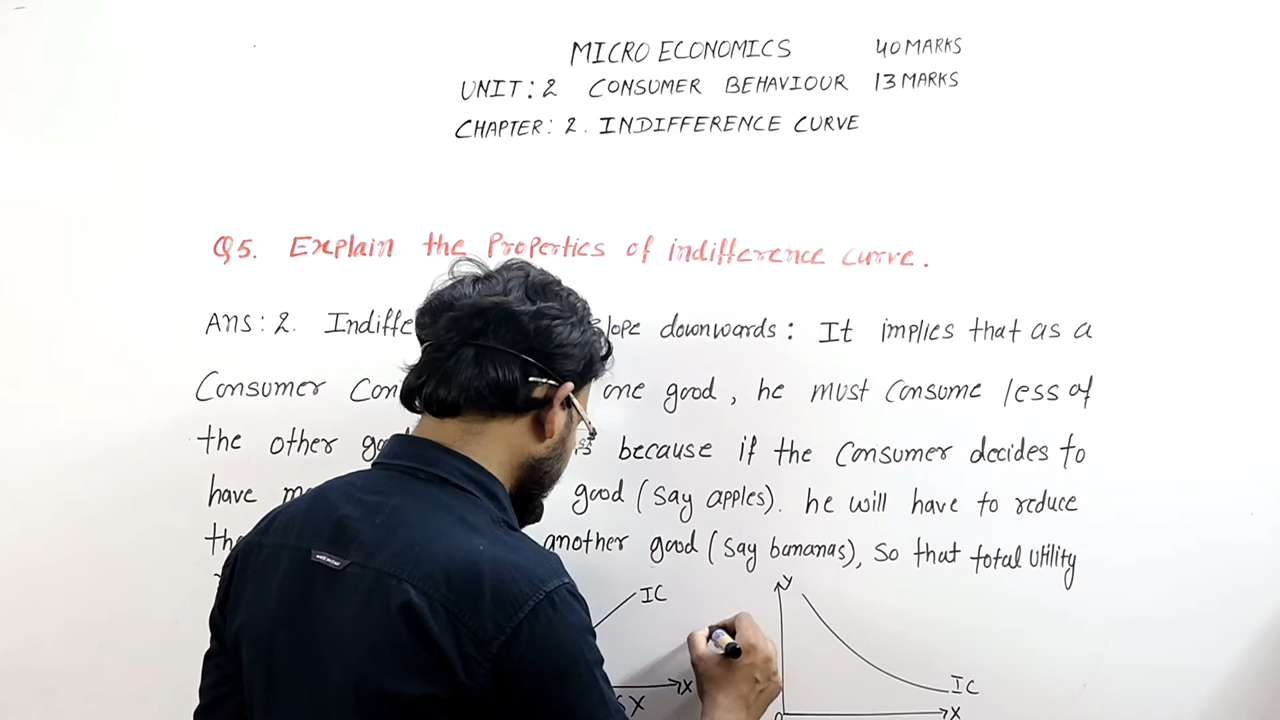 MICRO ECONOMICS 40 MARKS
UNIT: 2 CONSUMER BEHAVIOUR 13 MARKS
CHAPTER: 2. INDIFFERENCE CURVE
Q5. Explain the Properties of indifference curve.
Ans: 2. Indiffe lope downwards: It implies that as a
Consumer Con one good, he must consume less of
the other go because if the Consumer decides to
have m good (say apples). he will have to reduce
the another good (say bananas), so that total utility
IC
X
X
Y
IC
X